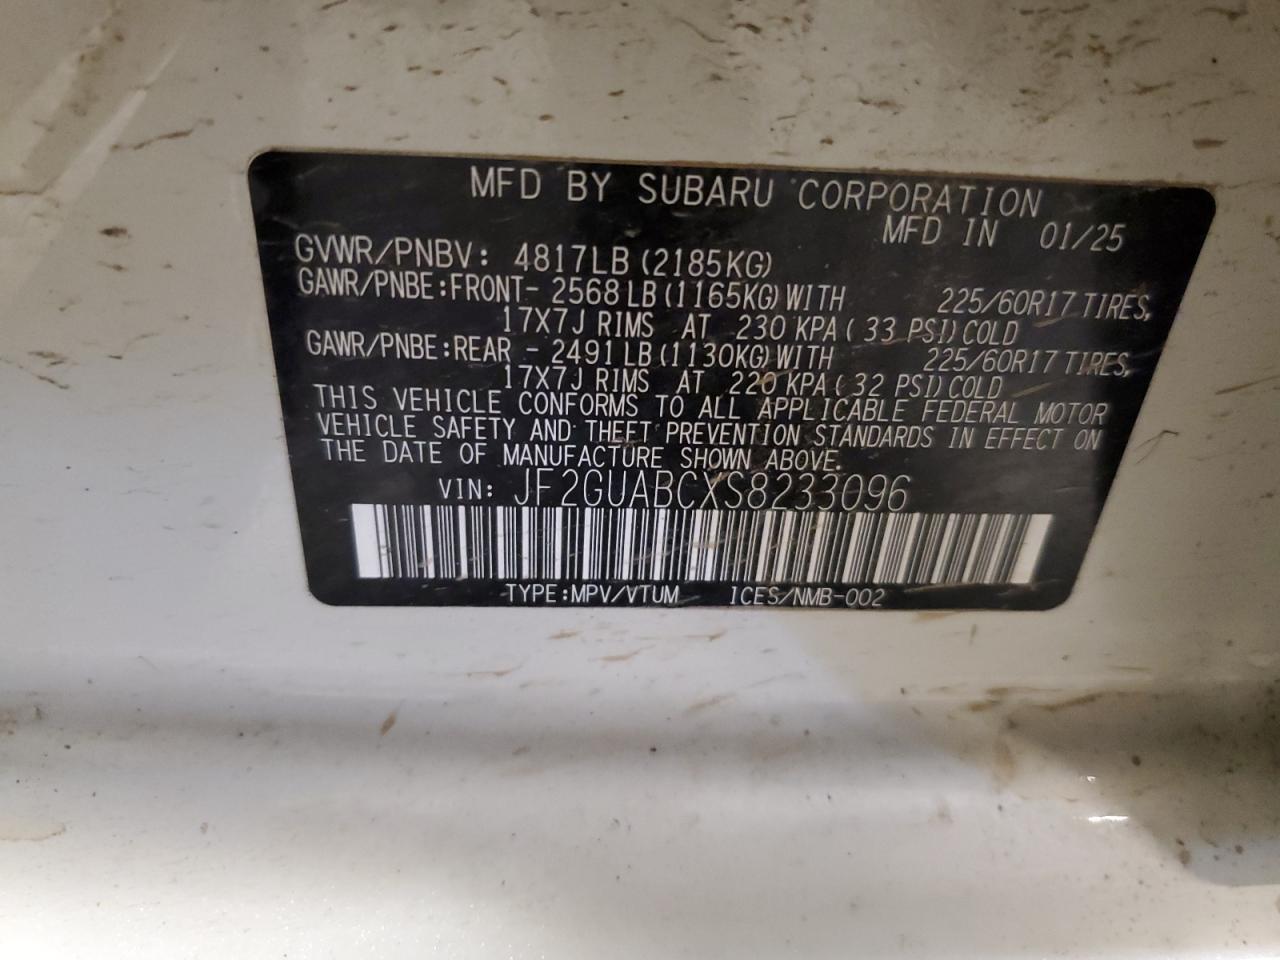 MFD BY SUBARU CORPORATION
MFD IN 01/25
GVWR/PNBV: 4817LB (2185KG)
GAWR/PNBE:FRONT- 2568 LB (1165KG) WITH 225/60R17 TIRES,
17X7J RIMS AT 230 KPA ( 33 PSI) COLD
GAWR/PNBE:REAR - 2491 LB (1130KG) WITH 225/60R17 TIRES,
17X7J RIMS AT 220 KPA ( 32 PSI) COLD
THIS VEHICLE CONFORMS TO ALL APPLICABLE FEDERAL MOTOR
VEHICLE SAFETY AND THEFT PREVENTION STANDARDS IN EFFECT ON
THE DATE OF MANUFACTURE SHOWN ABOVE.
VIN: JF2GUABCXS8233096
TYPE:MPV/VTUM ICES/NMB-002